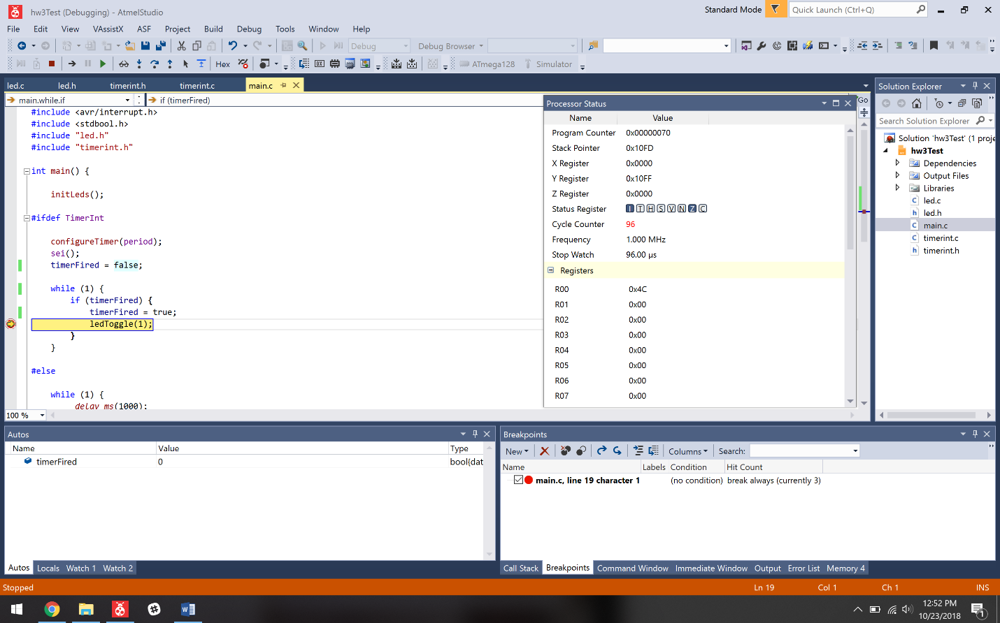 hw3Test (Debugging) - AtmelStudio
Standard Mode
Quick Launch (Ctrl+Q)
File Edit View VAssistX ASF Project Build Debug Tools Window Help
Debug Debug Browser
Hex ATmega128 Simulator
led.c led.h timerint.h timerint.c main.c
main.while.if if (timerFired) Go
#include <avr/interrupt.h>
#include <stdbool.h>
#include "led.h"
#include "timerint.h"
int main() {
initLeds();
#ifdef TimerInt
configureTimer(period);
sei();
timerFired = false;
while (1) {
if (timerFired) {
timerFired = true;
ledToggle(1);
}
}
#else
while (1) {
_delay_ms(1000);
100 %
Processor Status
Name Value
Program Counter 0x00000070
Stack Pointer 0x10FD
X Register 0x0000
Y Register 0x10FF
Z Register 0x0000
Status Register I T H S V N Z C
Cycle Counter 96
Frequency 1.000 MHz
Stop Watch 96.00 µs
Registers
R00 0x4C
R01 0x00
R02 0x00
R03 0x00
R04 0x00
R05 0x00
R06 0x00
R07 0x00
Solution Explorer
Search Solution Explorer
Solution 'hw3Test' (1 proje
hw3Test
Dependencies
Output Files
Libraries
led.c
led.h
main.c
timerint.c
timerint.h
Autos
Name Value Type
timerFired 0 bool{dat
Autos Locals Watch 1 Watch 2
Breakpoints
New Columns Search:
Name Labels Condition Hit Count
main.c, line 19 character 1 (no condition) break always (currently 3)
Call Stack Breakpoints Command Window Immediate Window Output Error List Memory 4
Stopped Ln 19 Col 1 Ch 1 INS
12:52 PM
10/23/2018
1